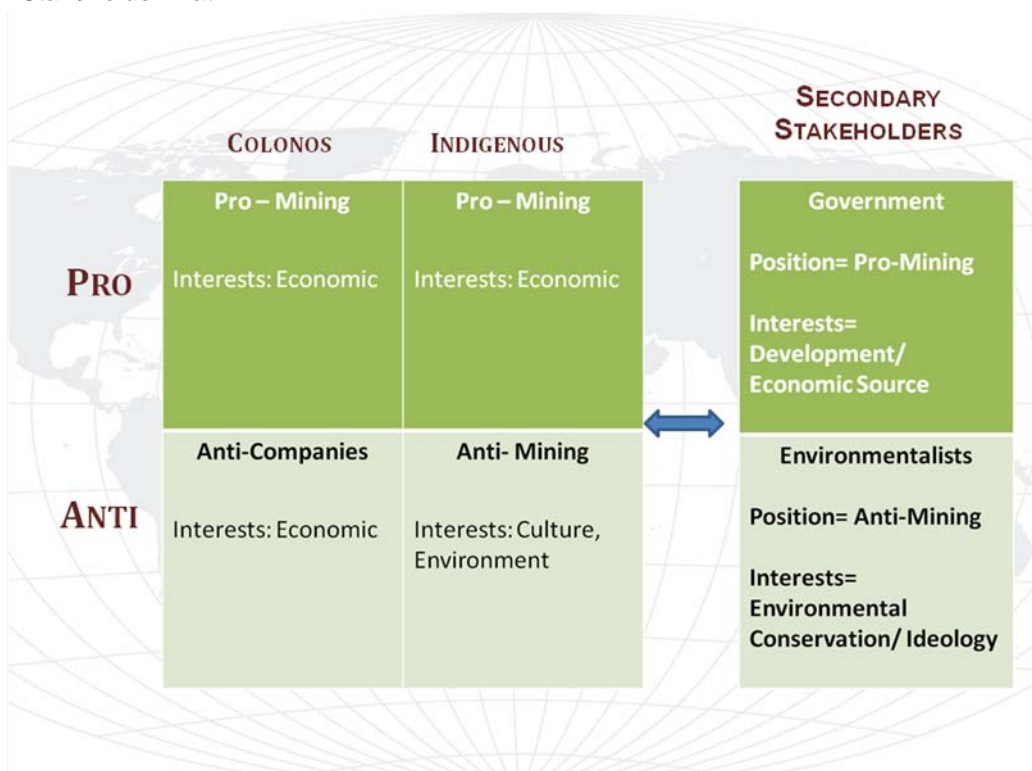 SECONDARY
STAKEHOLDERS
COLONOS
INDIGENOUS
PRO
Pro – Mining
Interests: Economic
Pro – Mining
Interests: Economic
Government
Position= Pro-Mining
Interests=
Development/
Economic Source
ANTI
Anti-Companies
Interests: Economic
Anti- Mining
Interests: Culture,
Environment
Environmentalists
Position= Anti-Mining
Interests=
Environmental
Conservation/ Ideology